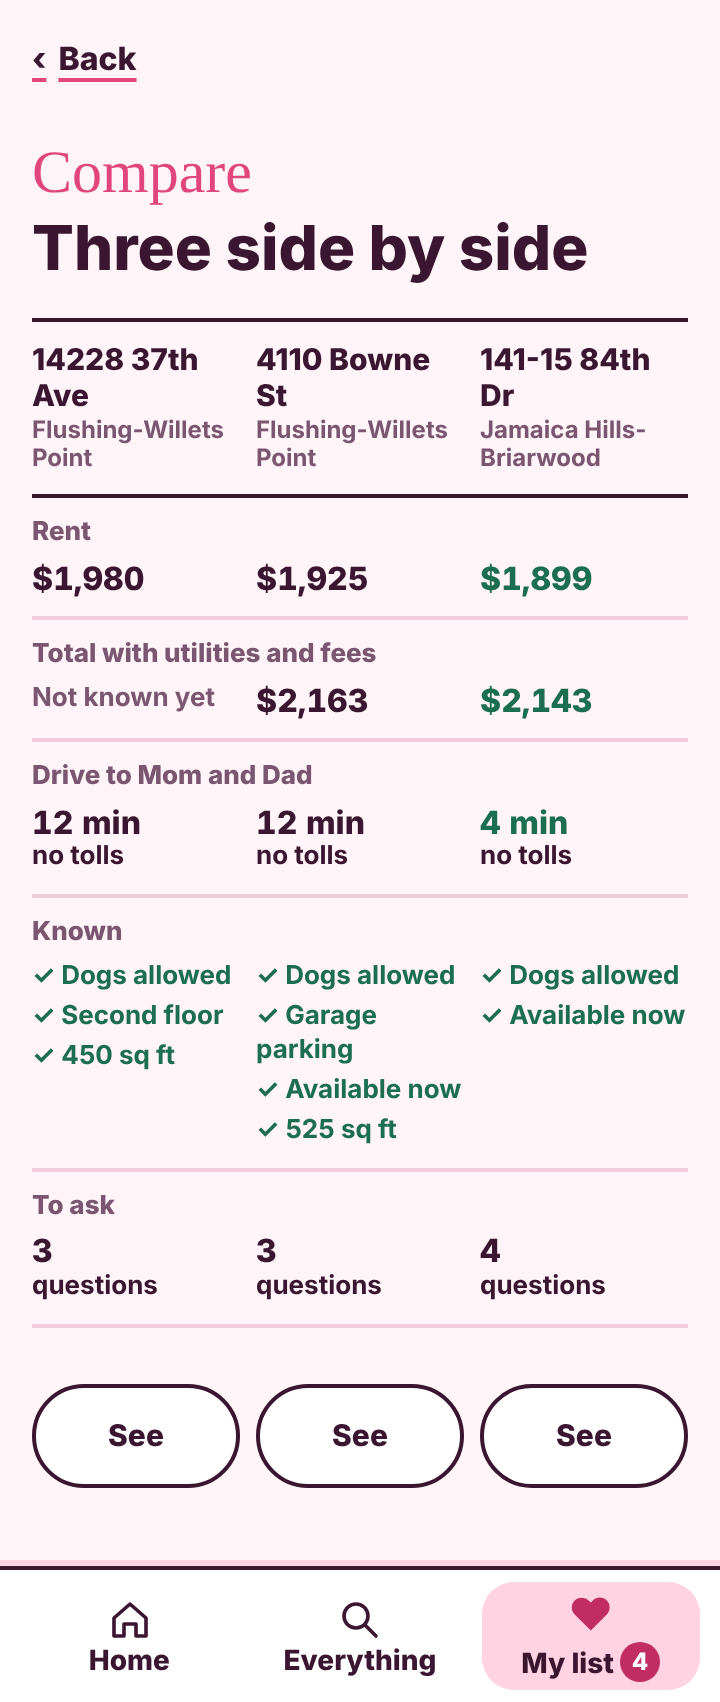 ‹ Back
Compare
Three side by side
14228 37th Ave
Flushing-Willets Point
4110 Bowne St
Flushing-Willets Point
141-15 84th Dr
Jamaica Hills-Briarwood
Rent
$1,980 $1,925 $1,899
Total with utilities and fees
Not known yet $2,163 $2,143
Drive to Mom and Dad
12 min 12 min 4 min
no tolls no tolls no tolls
Known
✓ Dogs allowed
✓ Second floor
✓ 450 sq ft
✓ Dogs allowed
✓ Garage parking
✓ Available now
✓ 525 sq ft
✓ Dogs allowed
✓ Available now
To ask
3 3 4
questions questions questions
See See See
Home Everything My list 4